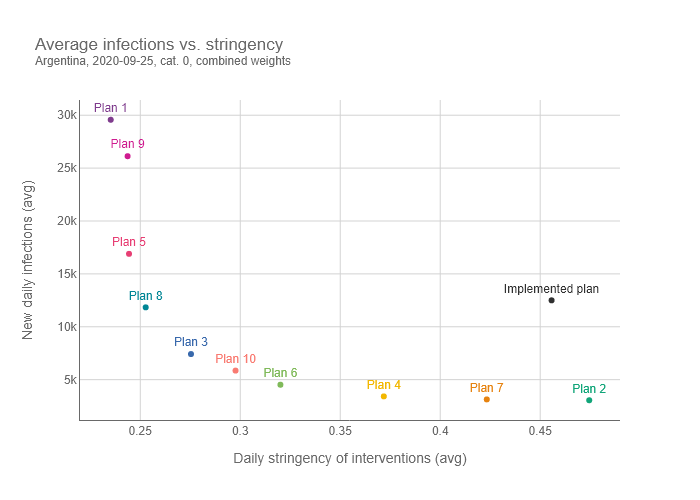 Average infections vs. stringency
Argentina, 2020-09-25, cat. 0, combined weights
New daily infections (avg)
30k
25k
20k
15k
10k
5k
Plan 1
Plan 9
Plan 5
Plan 8
Implemented plan
Plan 3
Plan 10
Plan 6
Plan 4
Plan 7
Plan 2
0.25
0.3
0.35
0.4
0.45
Daily stringency of interventions (avg)